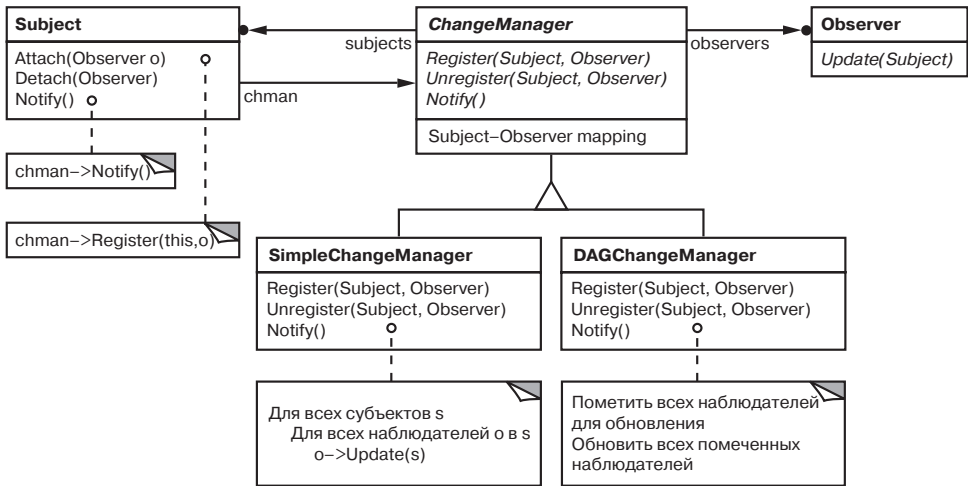 Subject
Attach(Observer o)
Detach(Observer)
Notify()
chman->Notify()
chman->Register(this,o)
subjects
chman
ChangeManager
Register(Subject, Observer)
Unregister(Subject, Observer)
Notify()
Subject-Observer mapping
observers
Observer
Update(Subject)
SimpleChangeManager
Register(Subject, Observer)
Unregister(Subject, Observer)
Notify()
Для всех субъектов s
Для всех наблюдателей o в s
o->Update(s)
DAGChangeManager
Register(Subject, Observer)
Unregister(Subject, Observer)
Notify()
Пометить всех наблюдателей
для обновления
Обновить всех помеченных
наблюдателей